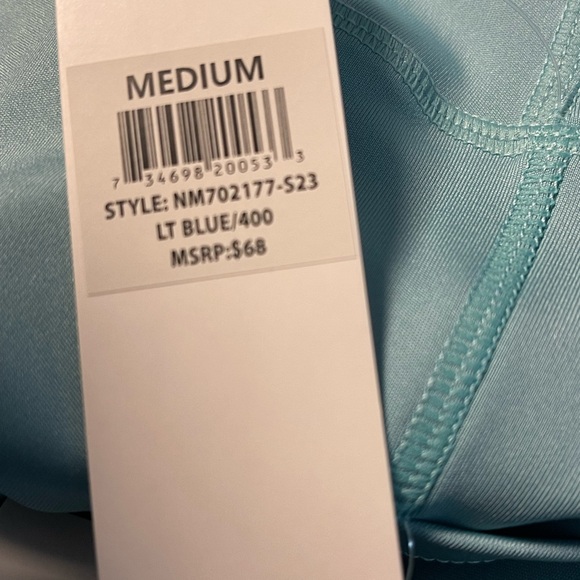 MEDIUM
7 34698 20053 3
STYLE: NM702177-S23
LT BLUE/400
MSRP:$68